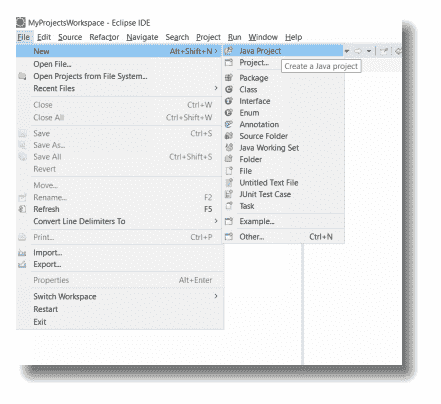 MyProjectsWorkspace - Eclipse IDE
File Edit Source Refactor Navigate Search Project Run Window Help
New Alt+Shift+N >
Open File...
Open Projects from File System...
Recent Files >
Close Ctrl+W
Close All Ctrl+Shift+W
Save Ctrl+S
Save As...
Save All Ctrl+Shift+S
Revert
Move...
Rename... F2
Refresh F5
Convert Line Delimiters To >
Print... Ctrl+P
Import...
Export...
Properties Alt+Enter
Switch Workspace >
Restart
Exit
Java Project
Project...
Create a Java project
Package
Class
Interface
Enum
Annotation
Source Folder
Java Working Set
Folder
File
Untitled Text File
JUnit Test Case
Task
Example...
Other... Ctrl+N